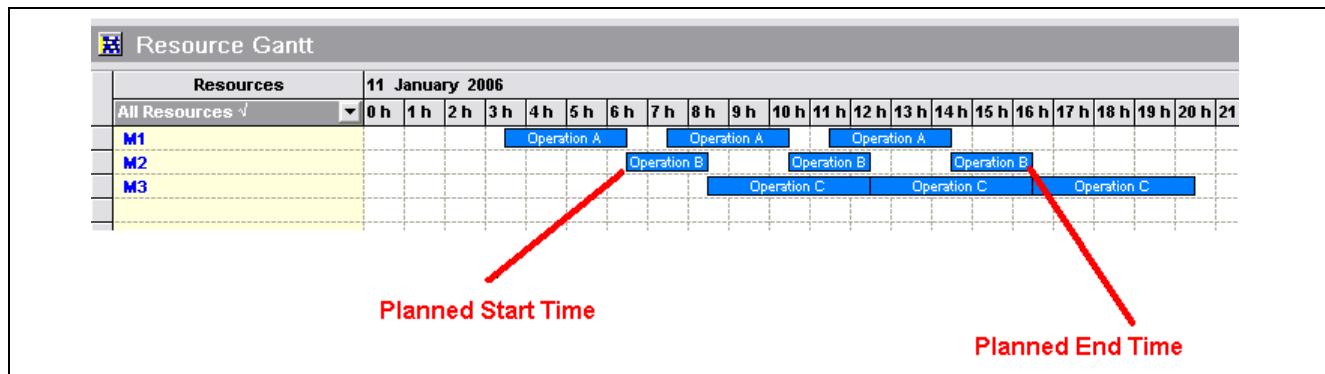 Resource Gantt
Resources 11 January 2006
All Resources √ 0 h 1 h 2 h 3 h 4 h 5 h 6 h 7 h 8 h 9 h 10 h 11 h 12 h 13 h 14 h 15 h 16 h 17 h 18 h 19 h 20 h 21
M1 Operation A Operation A Operation A
M2 Operation B Operation B Operation B
M3 Operation C Operation C Operation C
Planned Start Time
Planned End Time